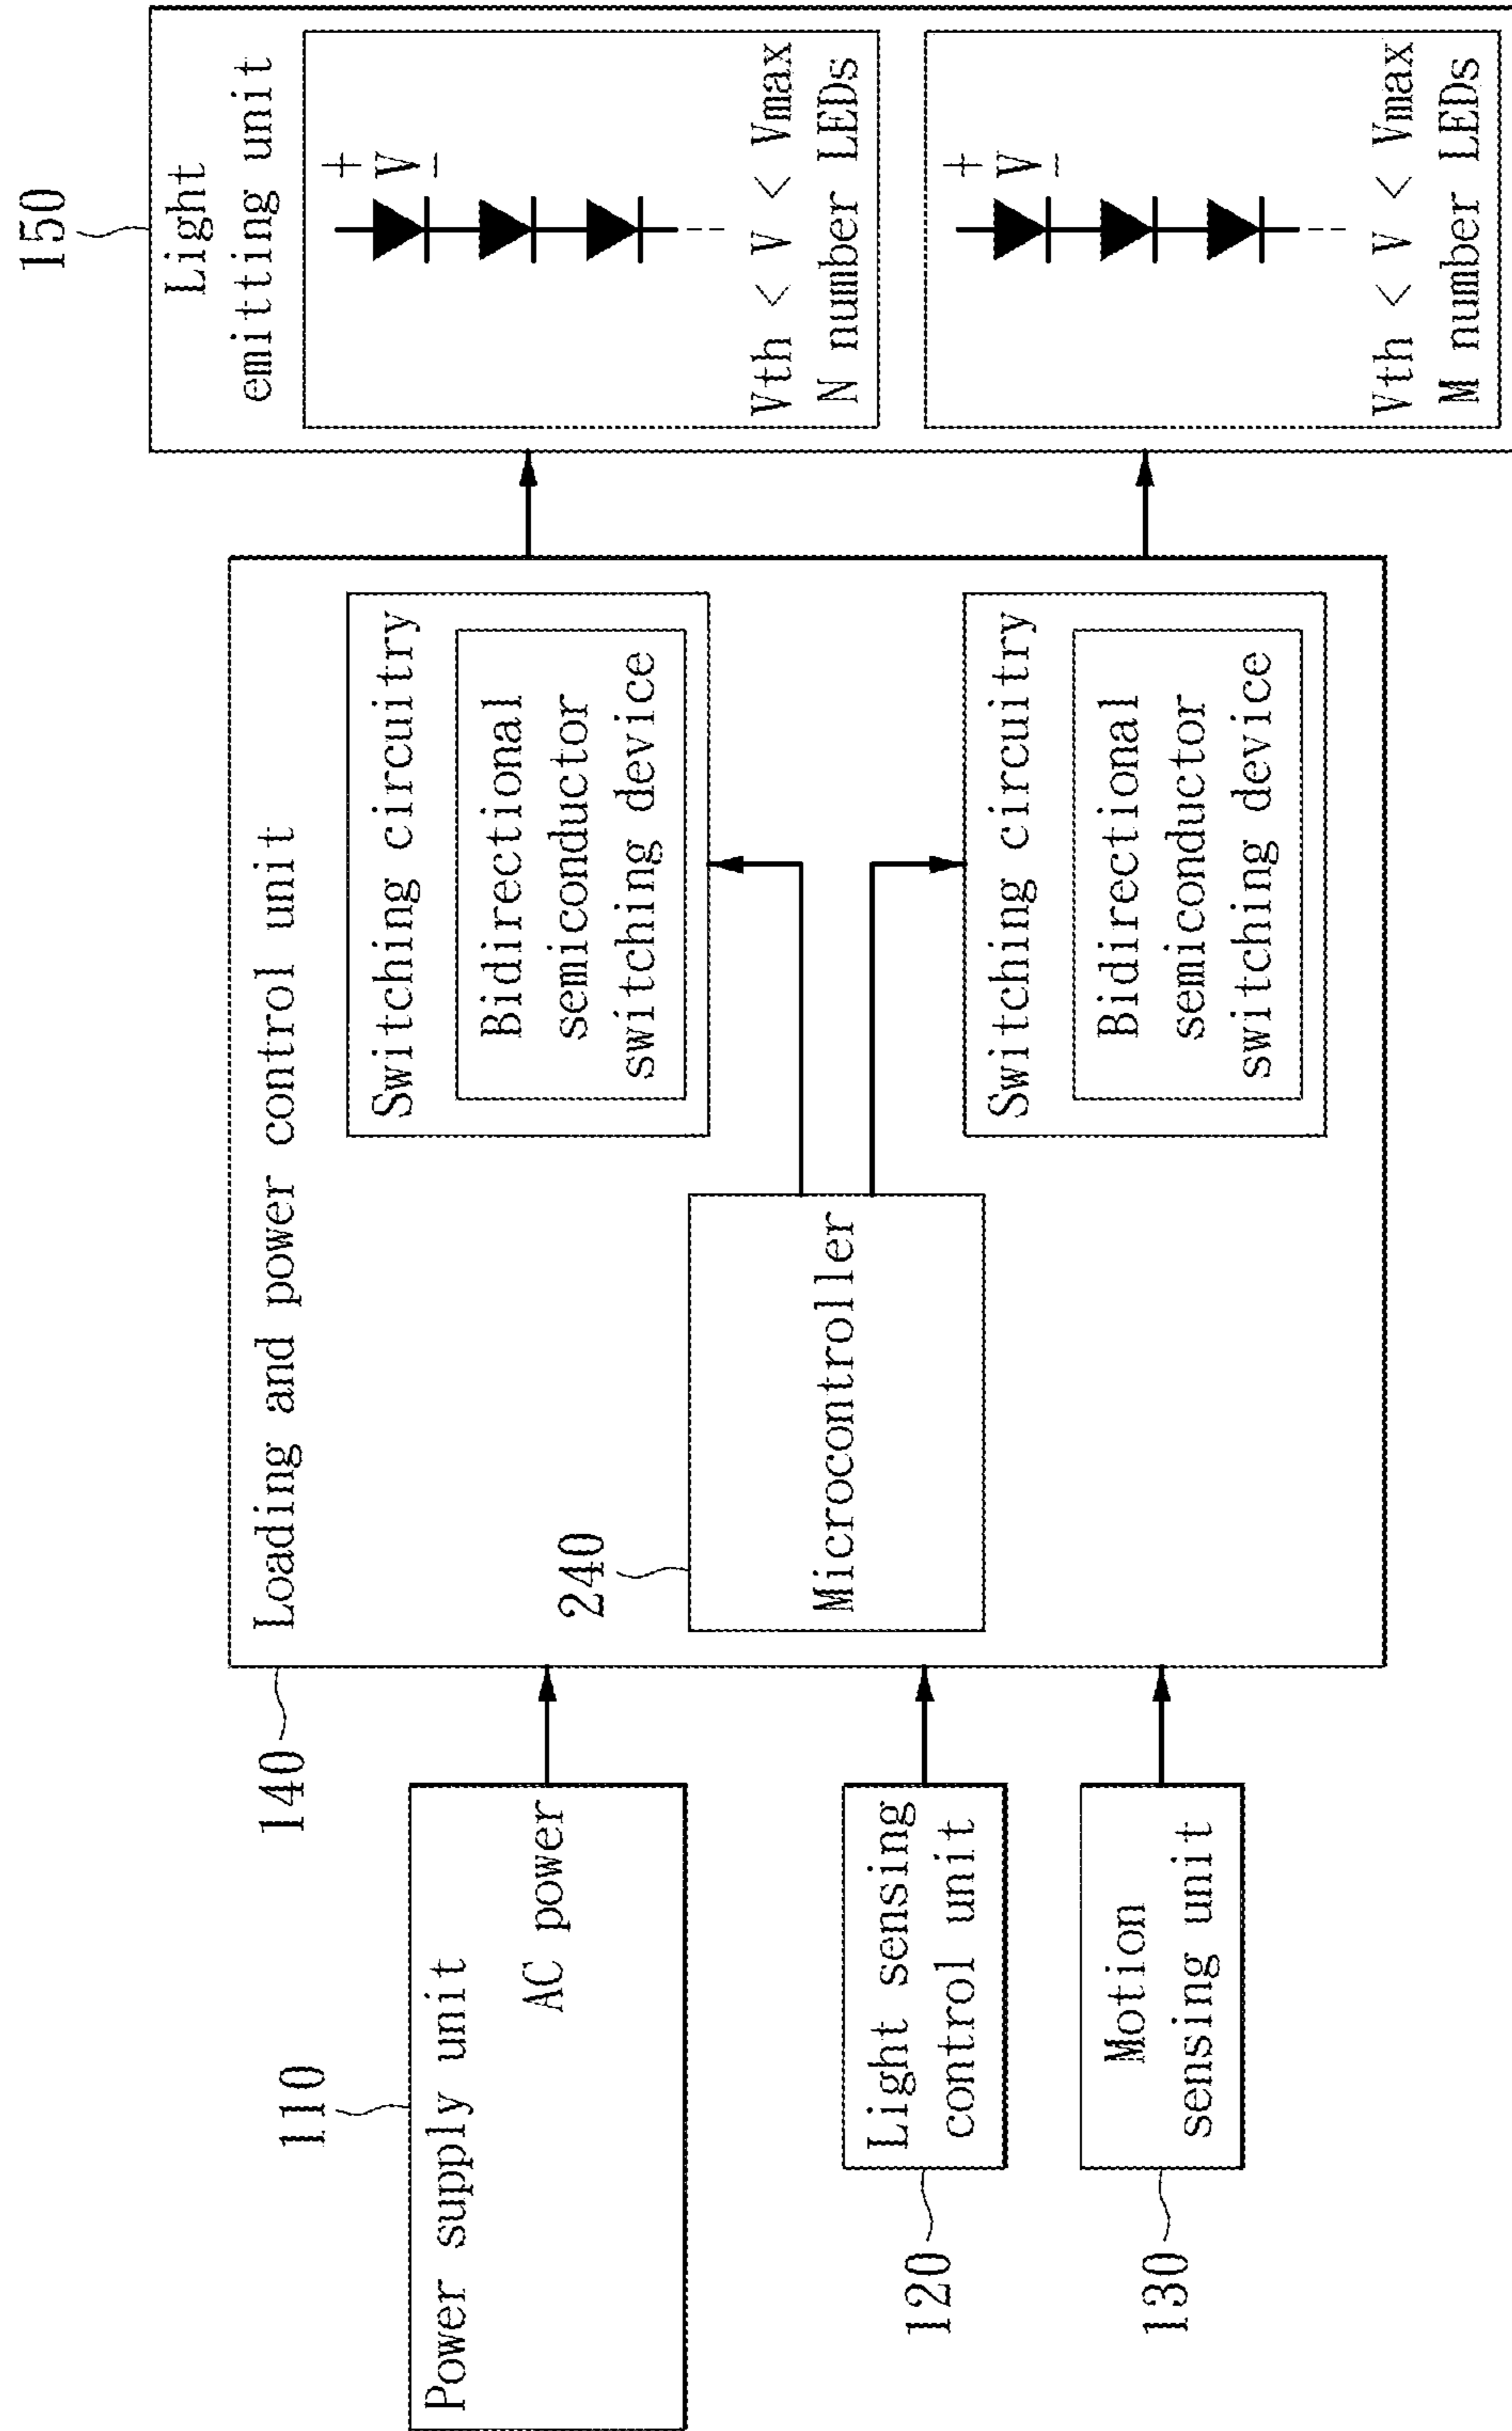 110
Power supply unit
AC power
120
Light sensing
control unit
130
Motion
sensing unit
140
Loading and power control unit
240
Microcontroller
Switching circuitry
Bidirectional
semiconductor
switching device
Switching circuitry
Bidirectional
semiconductor
switching device
150
Light
emitting unit
+
V
-
Vth < V < Vmax
N number LEDs
+
V
-
Vth < V < Vmax
M number LEDs